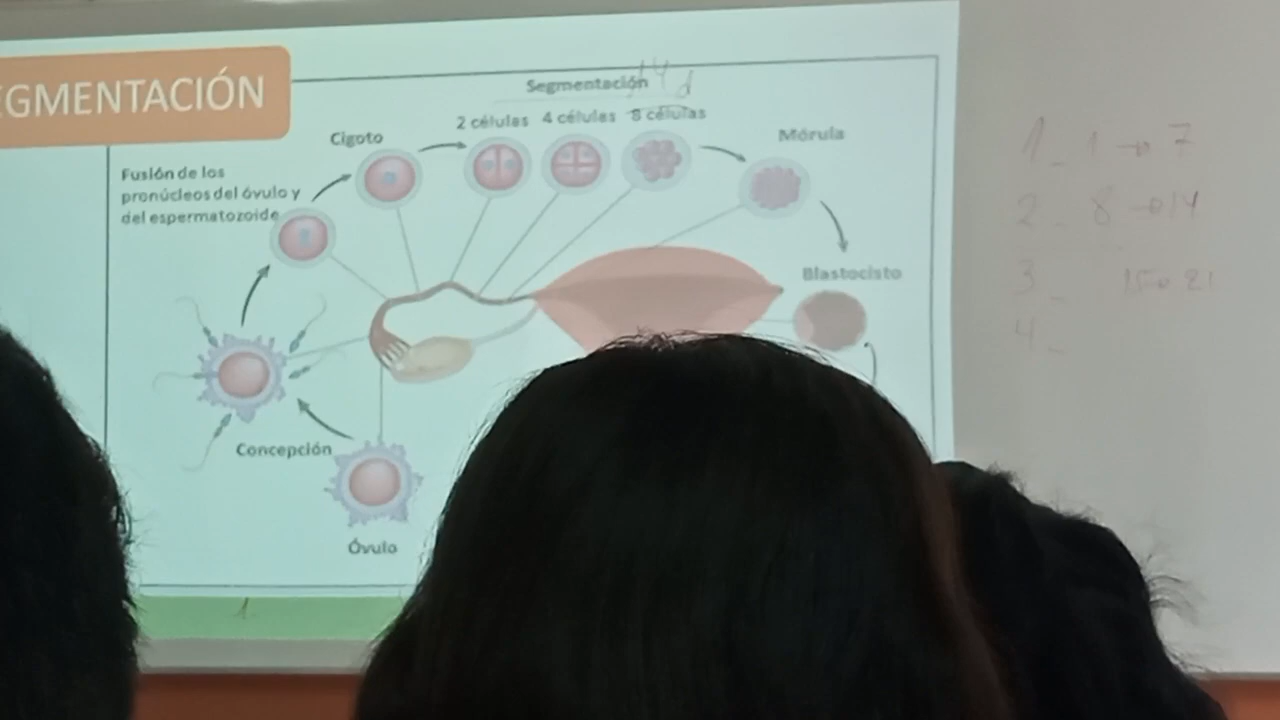 EGMENTACIÓN
Segmentación
2 células 4 células 8 células
Cigoto
Mórula
Fusión de los
pronúcleos del óvulo y
del espermatozoide
Blastocisto
Concepción
Óvulo
1_ 1 → 7
2_ 8 → 14
3_ 15 → 21
4_